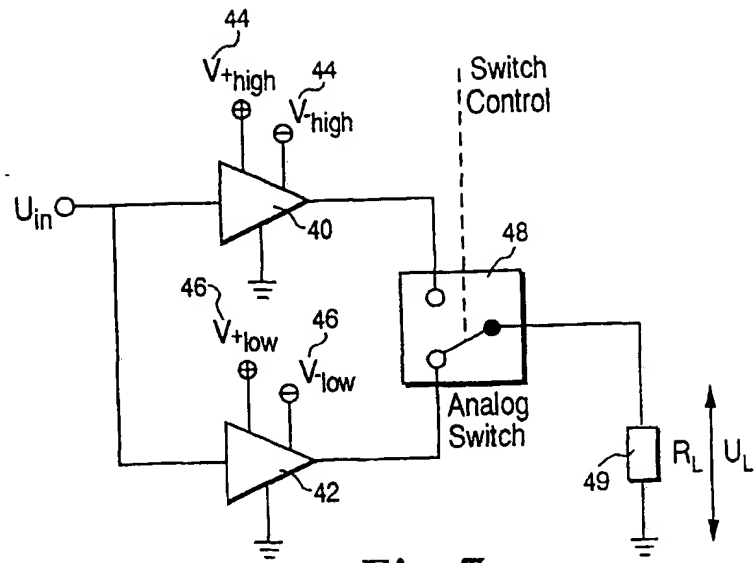 44
V+high
44
V-high
Switch
Control
Uin
40
48
46
V+low
46
V-low
Analog
Switch
42
49
RL
UL